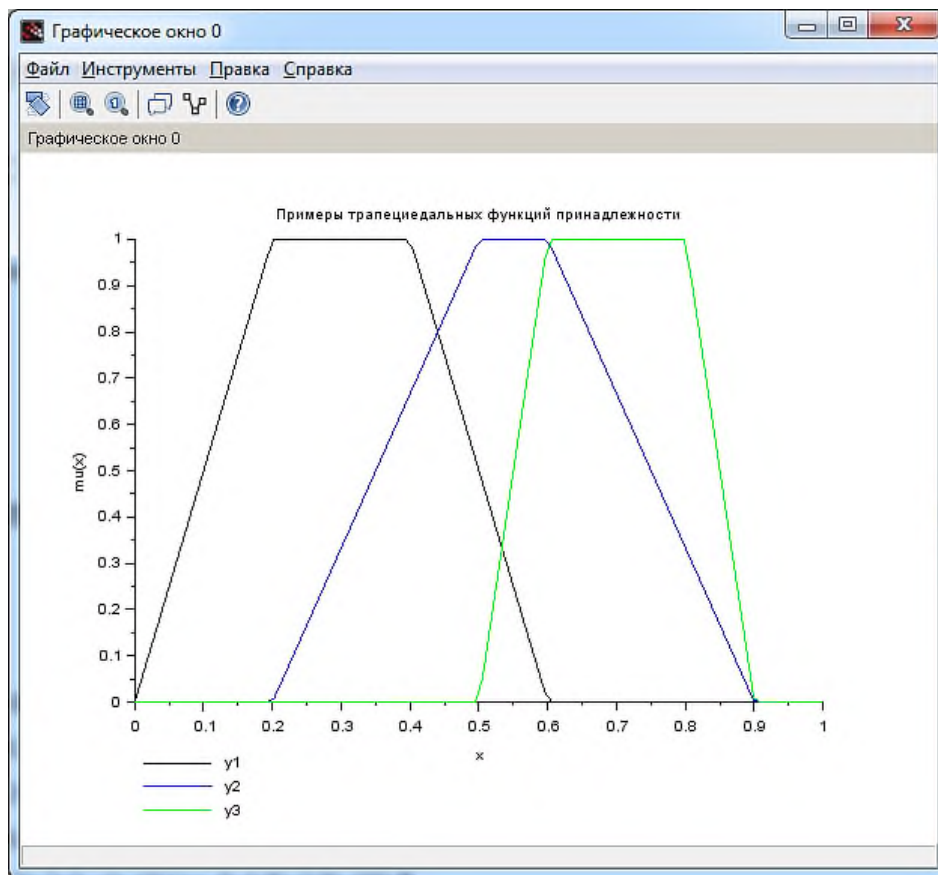 Графическое окно 0
Файл Инструменты Правка Справка
Графическое окно 0
Примеры трапециедальных функций принадлежности
mu(x)
1
0.9
0.8
0.7
0.6
0.5
0.4
0.3
0.2
0.1
0
0 0.1 0.2 0.3 0.4 0.5 0.6 0.7 0.8 0.9 1
x
y1
y2
y3